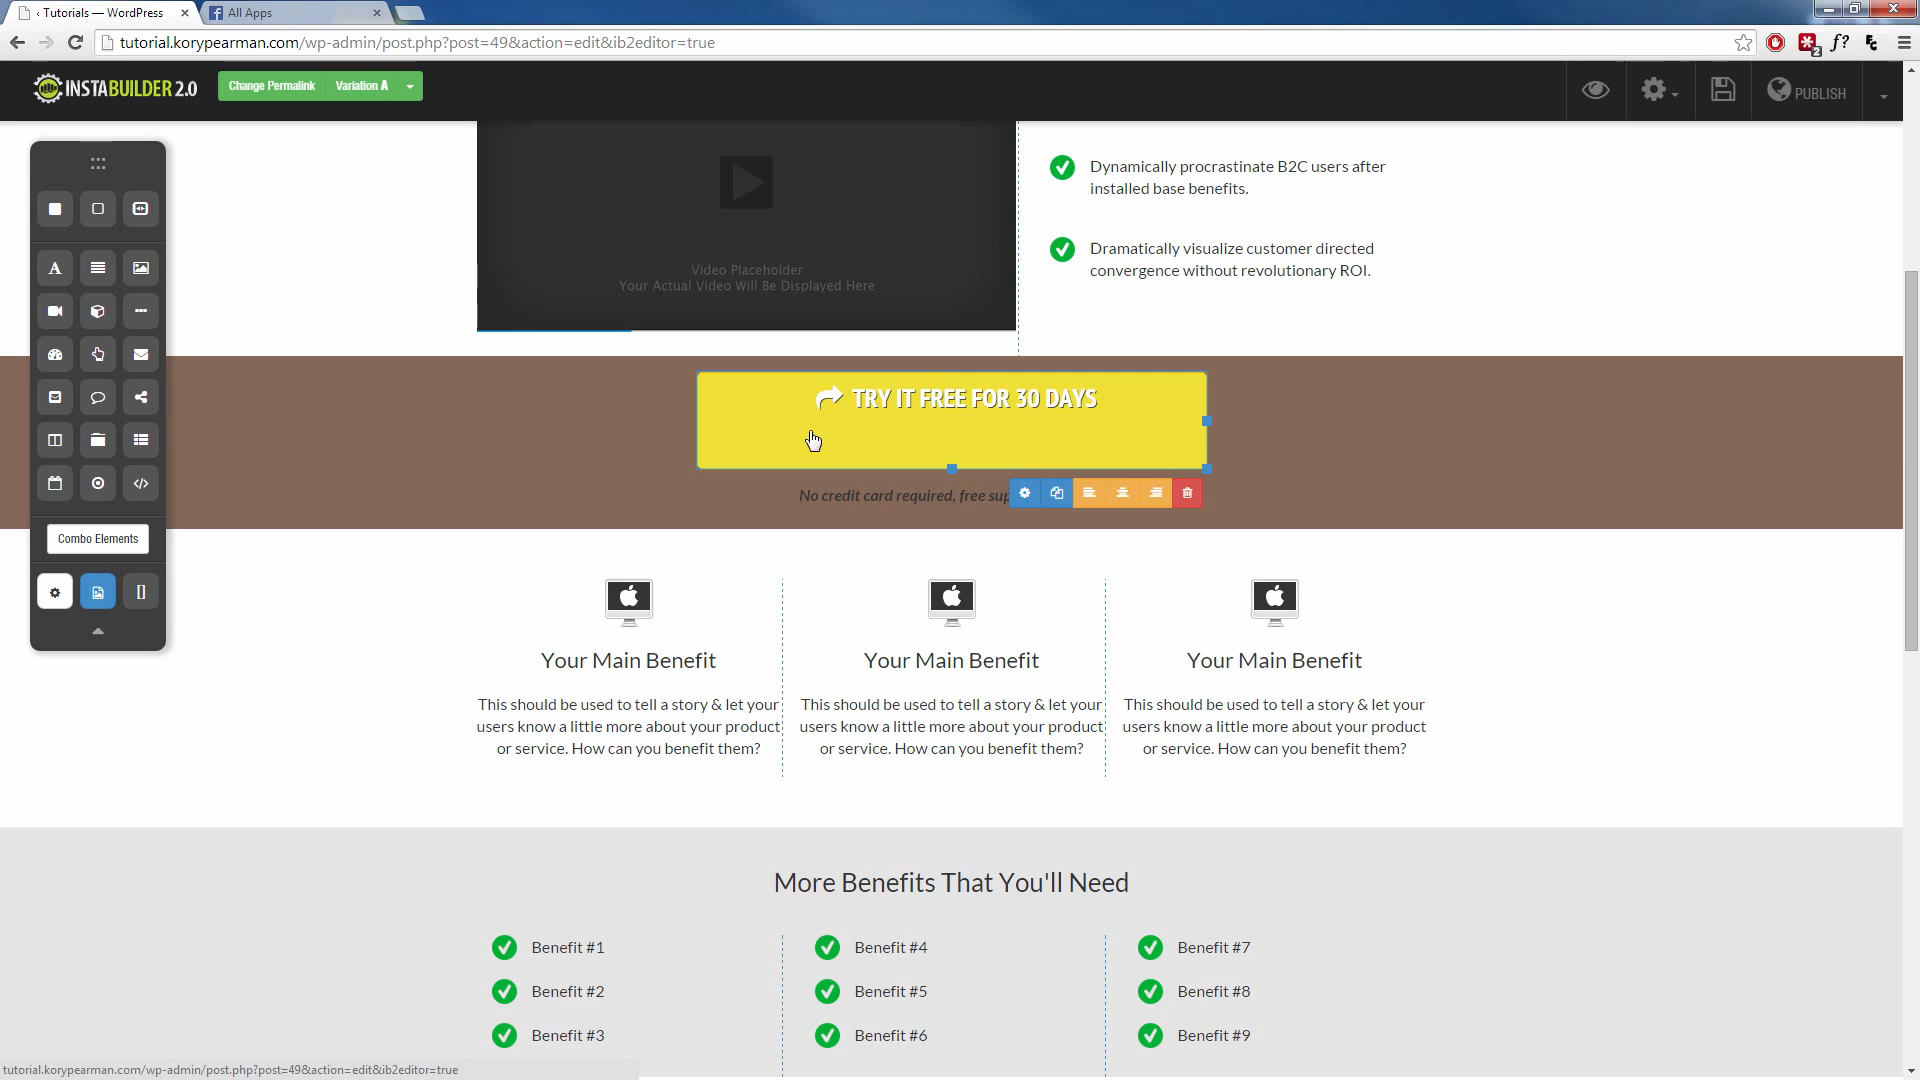 ‹ Tutorials — WordPress
All Apps
tutorial.korypearman.com/wp-admin/post.php?post=49&action=edit&ib2editor=true
f?
2
INSTABUILDER 2.0
Change Permalink
Variation A
PUBLISH
Dynamically procrastinate B2C users after
installed base benefits.
Dramatically visualize customer directed
convergence without revolutionary ROI.
Video Placeholder
Your Actual Video Will Be Displayed Here
A
TRY IT FREE FOR 30 DAYS
No credit card required, free sup
</>
Combo Elements
[]
Your Main Benefit
This should be used to tell a story & let your
users know a little more about your product
or service. How can you benefit them?
Your Main Benefit
This should be used to tell a story & let your
users know a little more about your product
or service. How can you benefit them?
Your Main Benefit
This should be used to tell a story & let your
users know a little more about your product
or service. How can you benefit them?
More Benefits That You'll Need
Benefit #1
Benefit #2
Benefit #3
Benefit #4
Benefit #5
Benefit #6
Benefit #7
Benefit #8
Benefit #9
tutorial.korypearman.com/wp-admin/post.php?post=49&action=edit&ib2editor=true